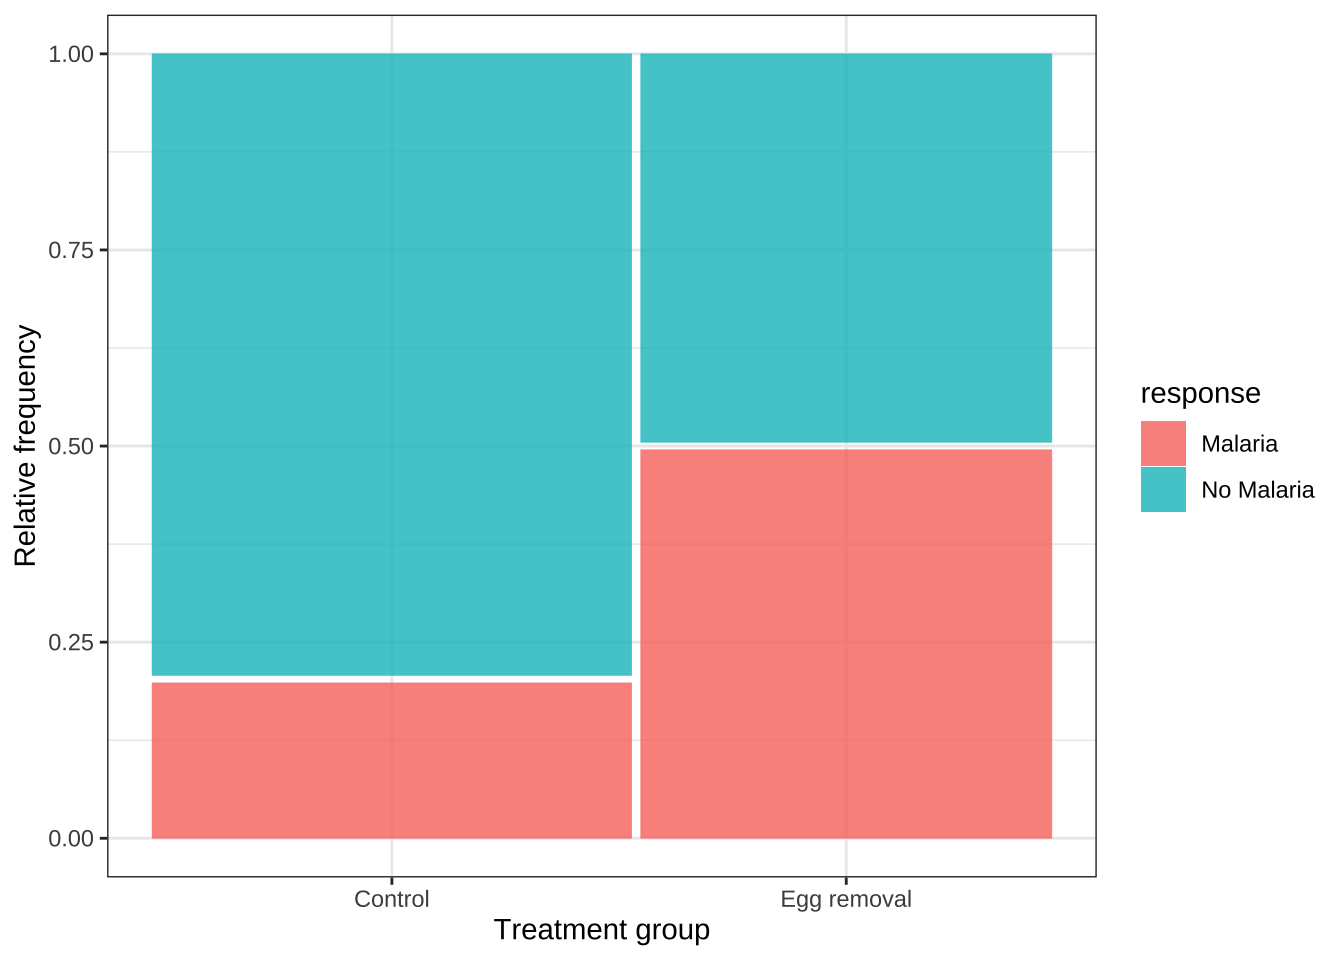 1.00
0.75
0.50
0.25
0.00
Relative frequency
Control
Egg removal
Treatment group
response
Malaria
No Malaria